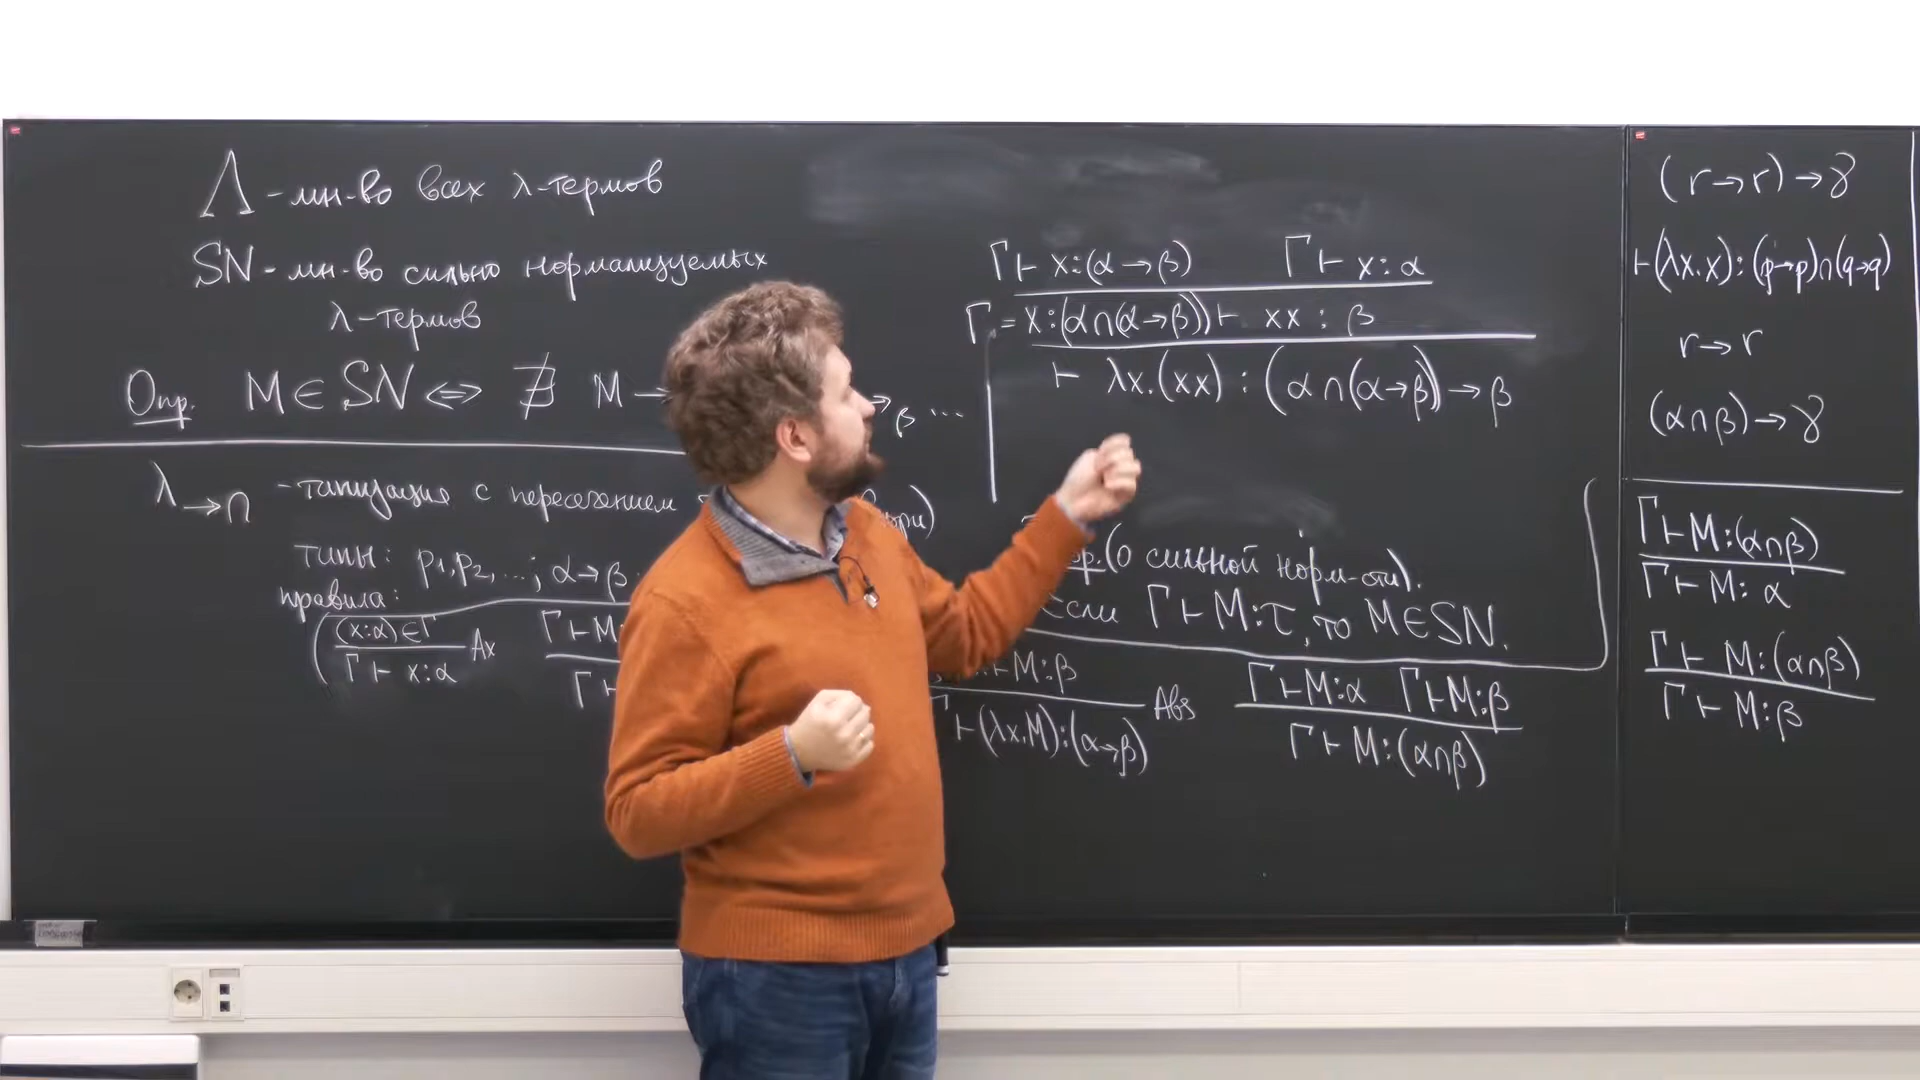 Λ - мн-во всех λ-термов
SN - мн-во сильно нормализуемых
λ-термов
Опр. M ∈ SN ⇔ ∄ M → →β ...
λ→∩ - типизация с пересечением
типы: p₁, p₂, ...; α→β
правила:
(x:α)∈Γ
Γ ⊢ x:α Ax
Γ⊢M:
Γ⊢
⊢M:β
Γ⊢(λx.M):(α→β) Abs
Γ⊢M:α Γ⊢M:β
Γ⊢M:(α∩β)
Γ⊢ x:(α→β) Γ⊢ x:α
Γ = x:(α∩(α→β)) ⊢ xx : β
⊢ λx.(xx) : (α∩(α→β)) → β
(о сильной норм-сти).
Если Γ⊢M:τ, то M∈SN.
(r→r)→γ
⊢(λx.x):(p→p)∩(q→q)
r→r
(α∩β)→γ
Γ⊢M:(α∩β)
Γ⊢M:α
Γ⊢M:(α∩β)
Γ⊢M:β